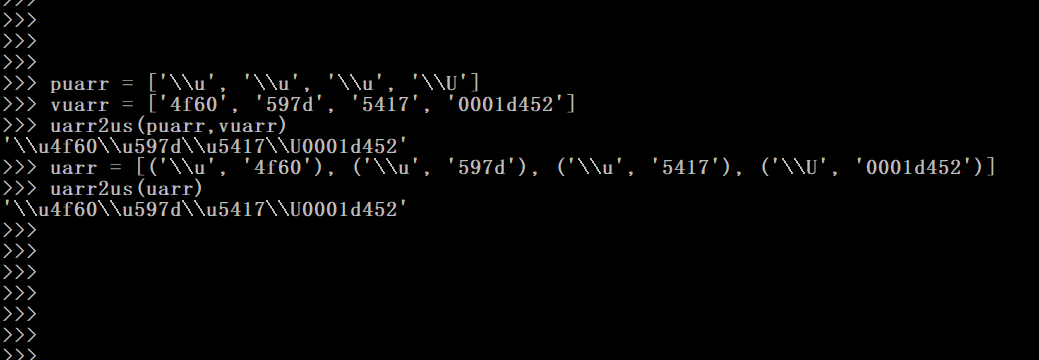 >>>
>>>
>>>
>>>
>>> puarr = ['\\u', '\\u', '\\u', '\\U']
>>> vuarr = ['4f60', '597d', '5417', '0001d452']
>>> uarr2us(puarr,vuarr)
'\\u4f60\\u597d\\u5417\\U0001d452'
>>> uarr = [('\\u', '4f60'), ('\\u', '597d'), ('\\u', '5417'), ('\\U', '0001d452')]
>>> uarr2us(uarr)
'\\u4f60\\u597d\\u5417\\U0001d452'
>>>
>>>
>>>
>>>
>>>
>>>
>>>